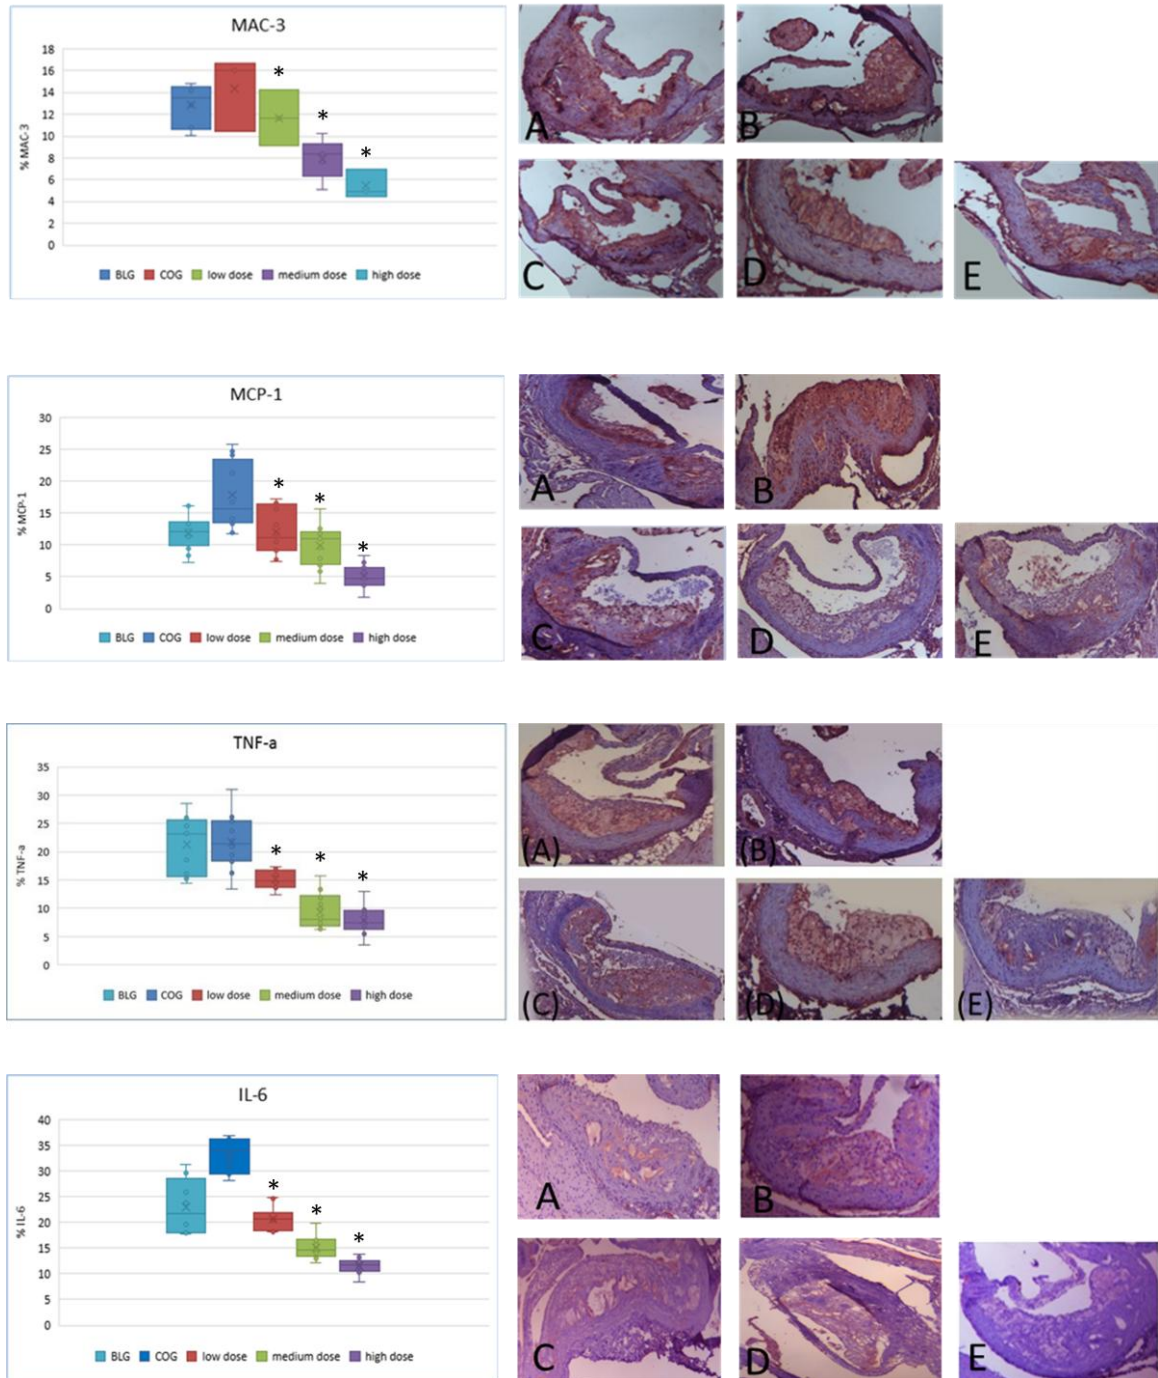 MAC-3
18
16
14
12
10
8
6
4
2
0
% MAC-3
*
*
*
BLG COG low dose medium dose high dose
A B
C D E
MCP-1
30
25
20
15
10
5
0
% MCP-1
*
*
*
BLG COG low dose medium dose high dose
A B
C D E
TNF-a
35
30
25
20
15
10
5
0
% TNF-a
*
*
*
BLG COG low dose medium dose high dose
(A) (B)
(C) (D) (E)
IL-6
40
35
30
25
20
15
10
5
0
% IL-6
*
*
*
BLG COG low dose medium dose high dose
A B
C D E